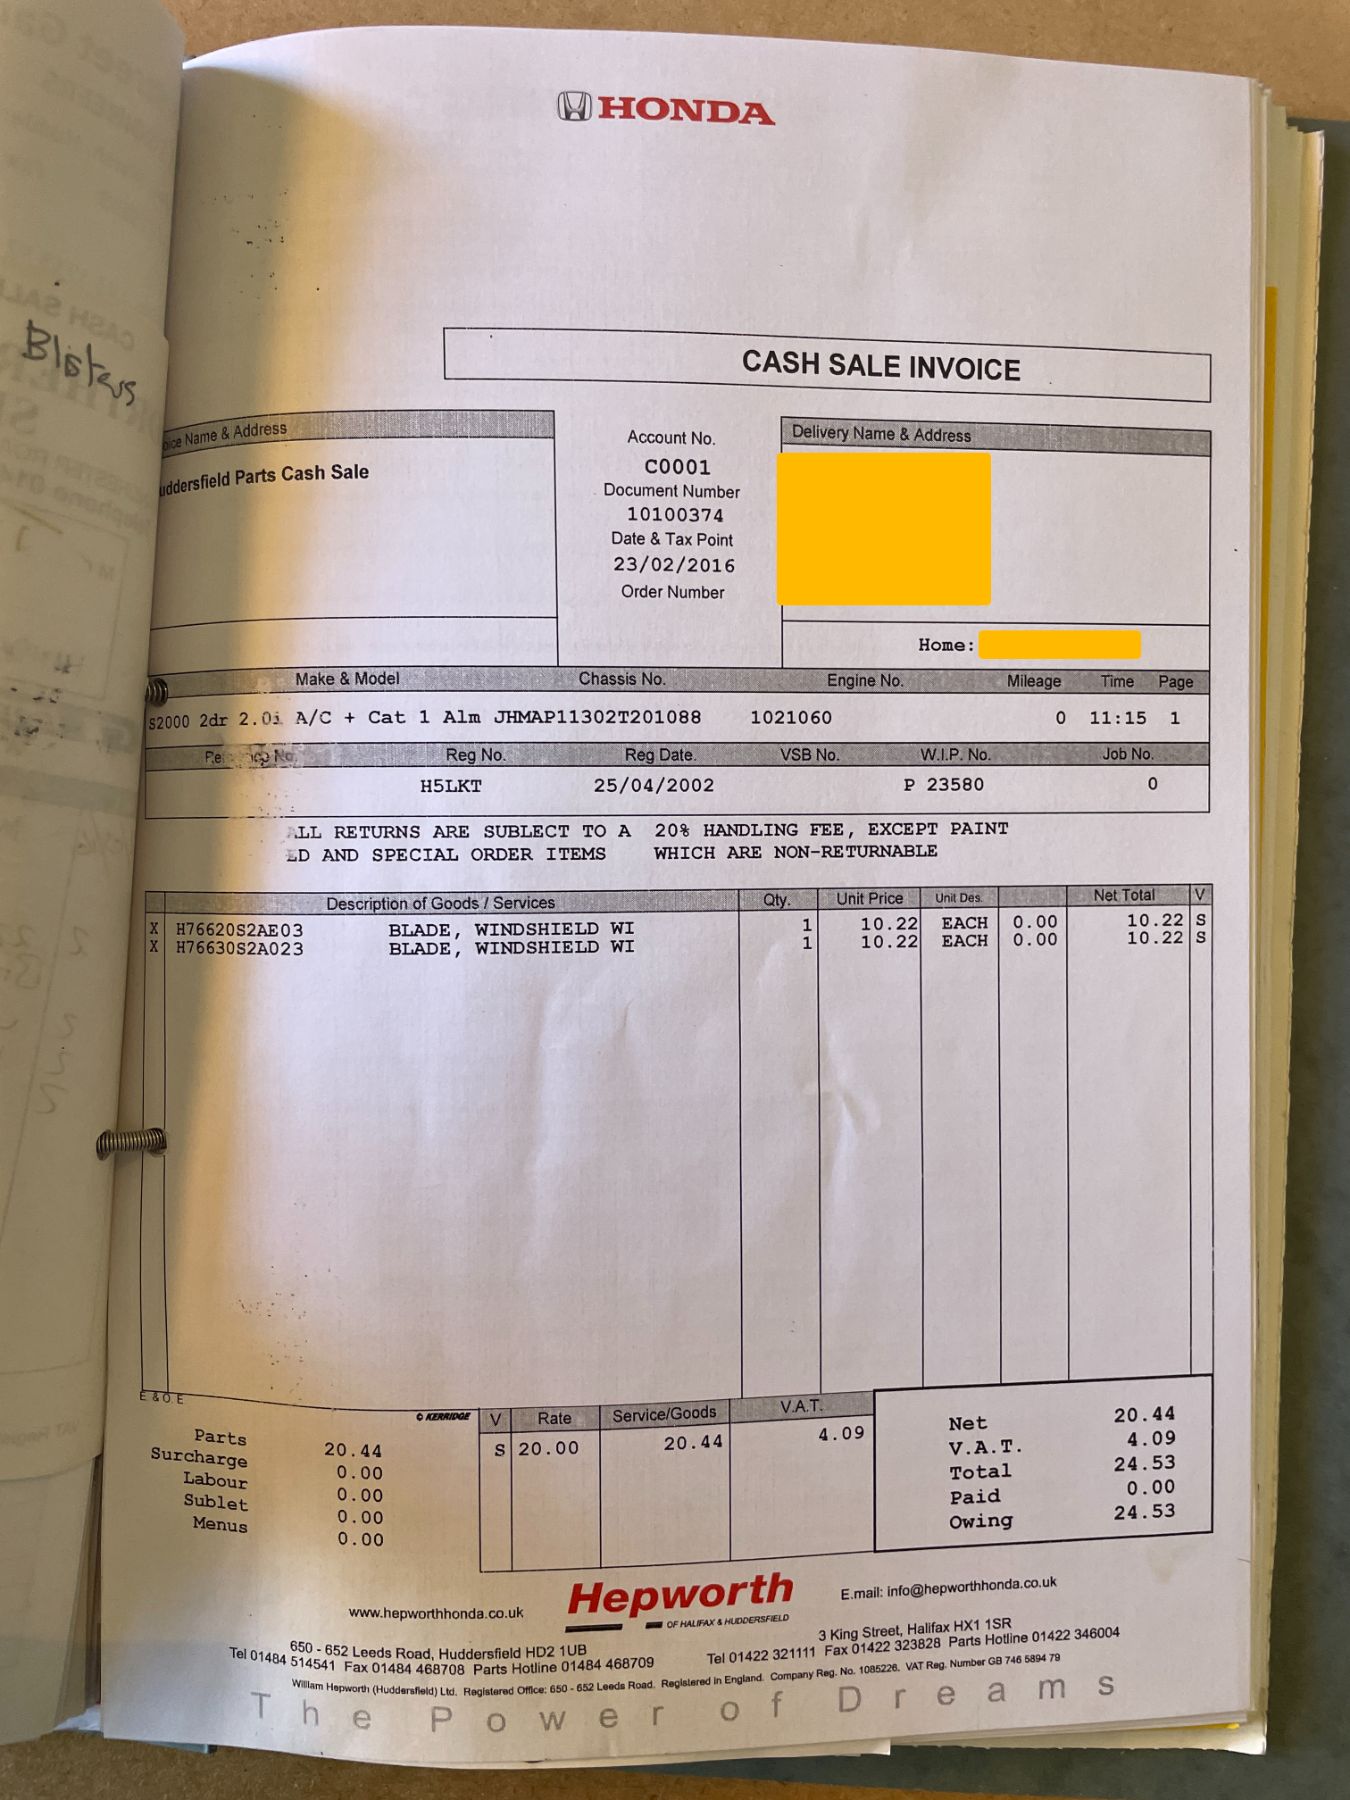 HONDA
CASH SALE INVOICE
Blisters
Name & Address
Parts Cash Sale
Account No.
C0001
Document Number
10100374
Date & Tax Point
23/02/2016
Order Number
Delivery Name & Address
Home:
Make & Model Chassis No. Engine No. Mileage Time Page
S2000 2dr 2.0i A/C + Cat 1 Alm JHMAP11302T201088 1021060 0 11:15 1
Reg No. Reg Date. VSB No. W.I.P. No. Job No.
H5LKT 25/04/2002 P 23580 0
RETURNS ARE SUBLECT TO A 20% HANDLING FEE, EXCEPT PAINT
AND SPECIAL ORDER ITEMS WHICH ARE NON-RETURNABLE
Description of Goods / Services Qty. Unit Price Unit Des. Net Total V
X H76620S2AE03 BLADE, WINDSHIELD WI 1 10.22 EACH 0.00 10.22 S
X H76630S2A023 BLADE, WINDSHIELD WI 1 10.22 EACH 0.00 10.22 S
E & O E
© KERRIDGE
Parts 20.44
Surcharge 0.00
Labour 0.00
Sublet 0.00
Menus 0.00
V Rate Service/Goods V.A.T.
S 20.00 20.44 4.09
Net 20.44
V.A.T. 4.09
Total 24.53
Paid 0.00
Owing 24.53
www.hepworthhonda.co.uk
Hepworth
OF HALIFAX & HUDDERSFIELD
E.mail: info@hepworthhonda.co.uk
650 - 652 Leeds Road, Huddersfield HD2 1UB
Tel 01484 514541 Fax 01484 468708 Parts Hotline 01484 468709
3 King Street, Halifax HX1 1SR
Tel 01422 321111 Fax 01422 323828 Parts Hotline 01422 346004
William Hepworth (Huddersfield) Ltd. Registered Office: 650 - 652 Leeds Road. Registered in England. Company Reg. No. 1085226. VAT Reg. Number GB 746 5894 79
The Power of Dreams